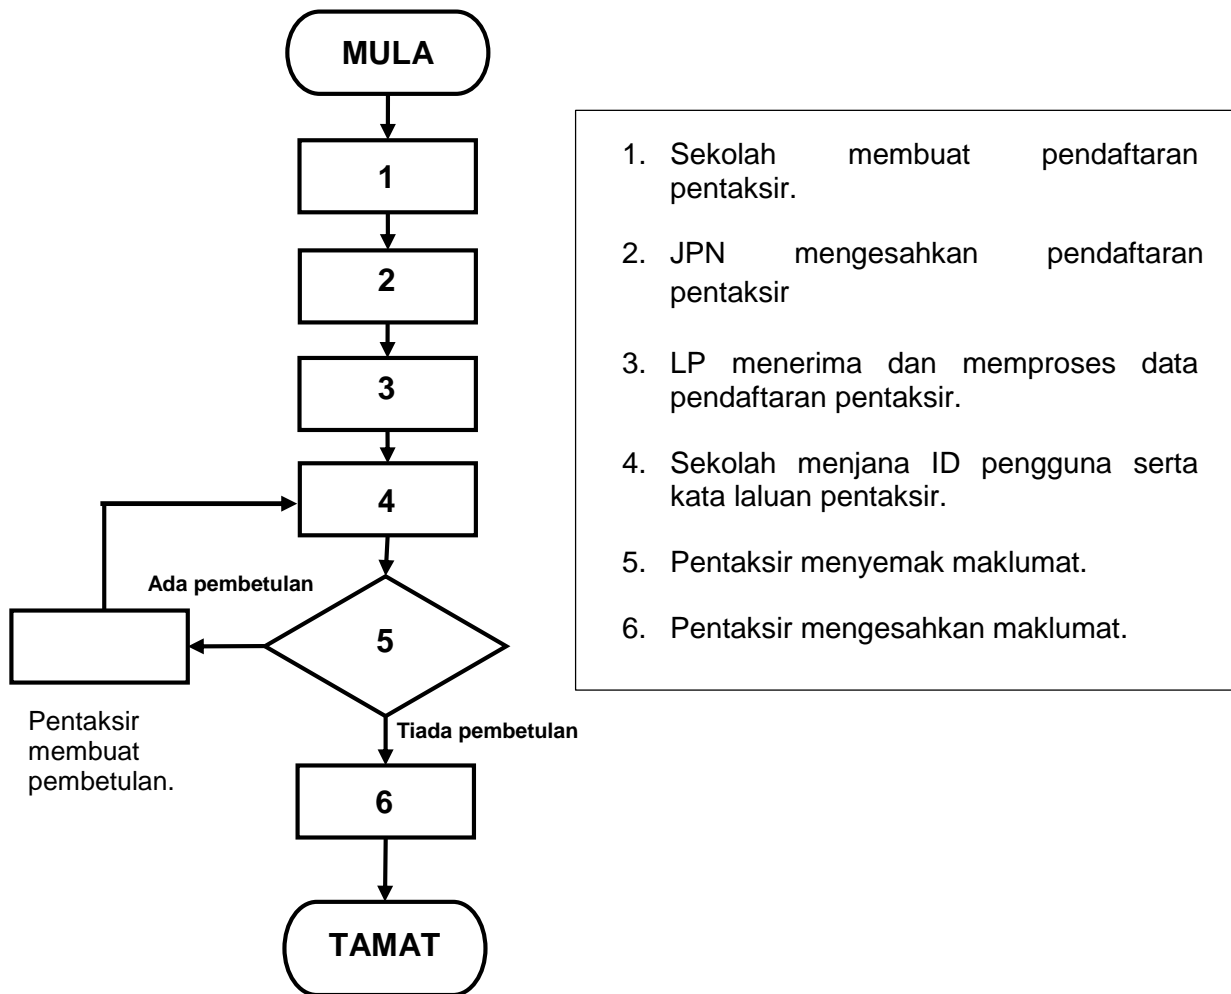 MULA
1
2
3
4
Ada pembetulan
5
Pentaksir
membuat
pembetulan.
Tiada pembetulan
6
TAMAT
1. Sekolah membuat pendaftaran
pentaksir.
2. JPN mengesahkan pendaftaran
pentaksir
3. LP menerima dan memproses data
pendaftaran pentaksir.
4. Sekolah menjana ID pengguna serta
kata laluan pentaksir.
5. Pentaksir menyemak maklumat.
6. Pentaksir mengesahkan maklumat.